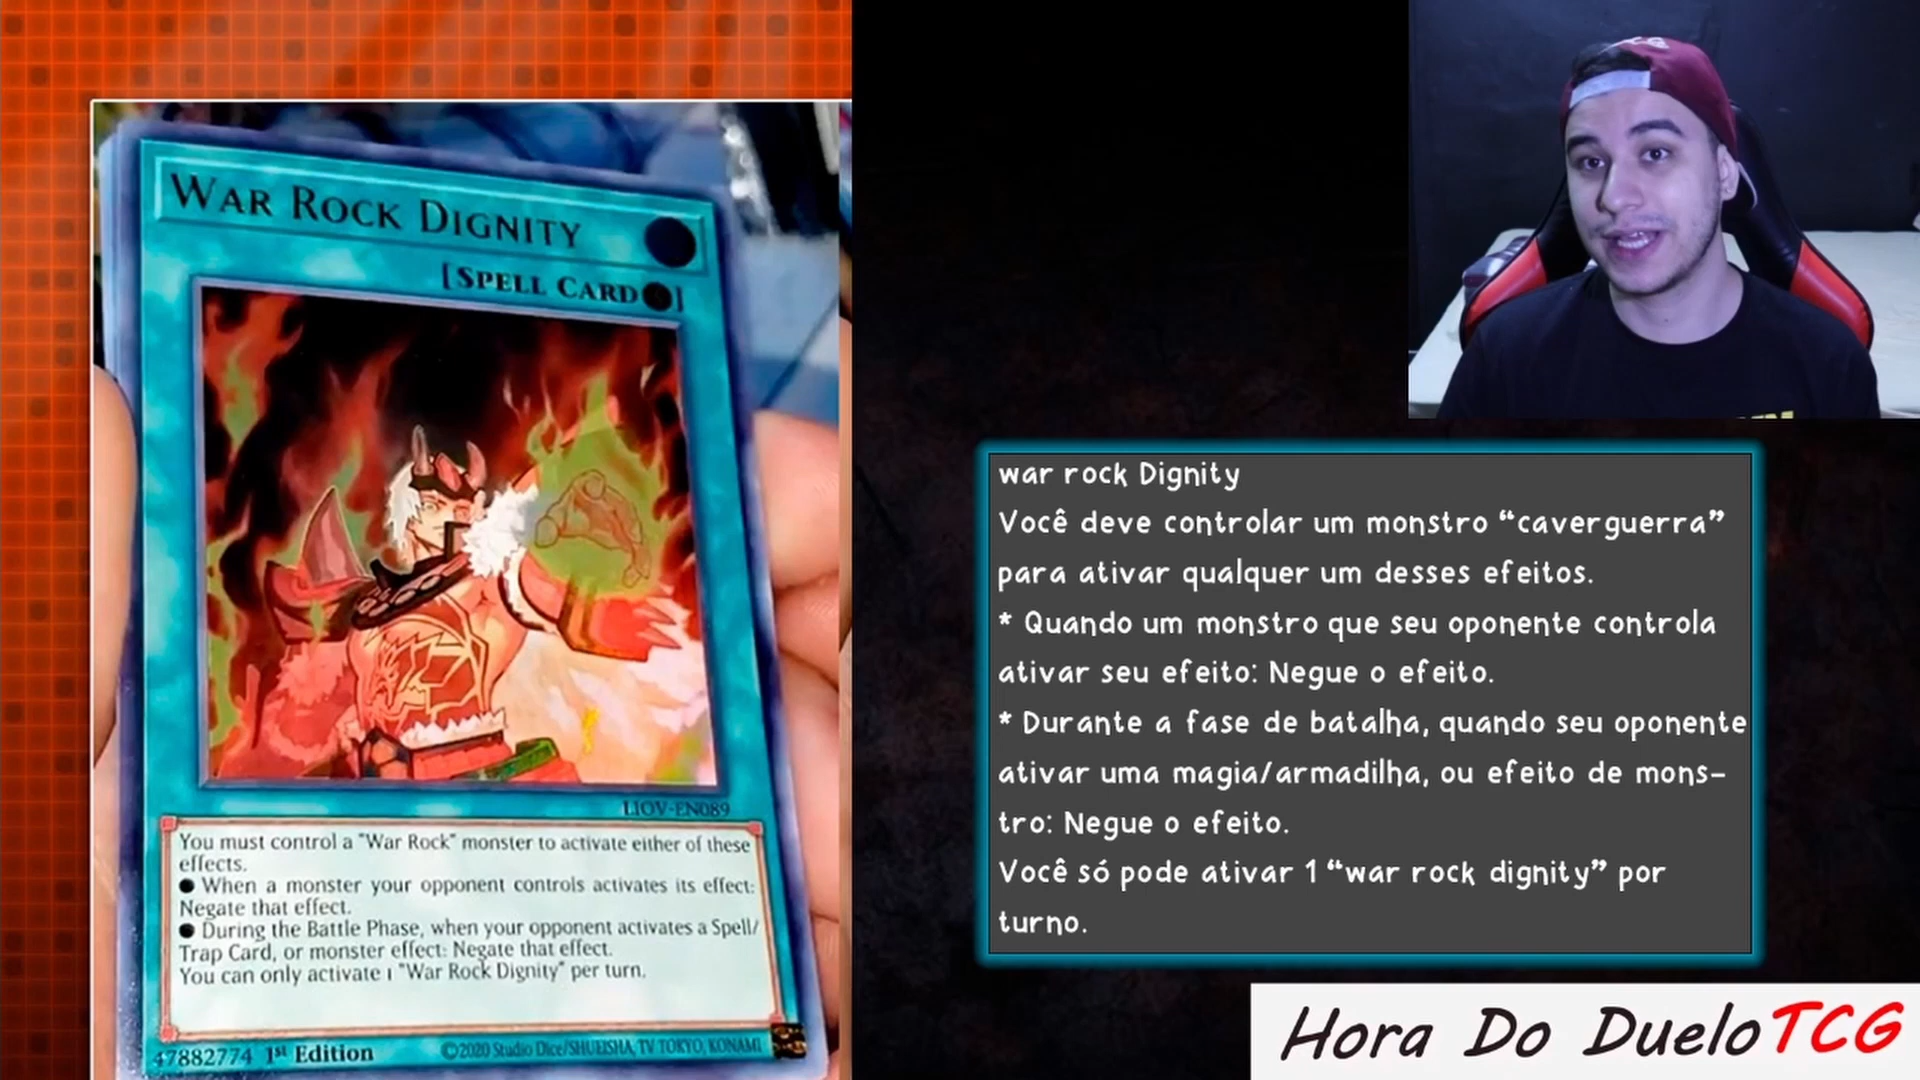 WAR ROCK DIGNITY
[SPELL CARD]
LIOV-EN089
You must control a "War Rock" monster to activate either of these
effects.
● When a monster your opponent controls activates its effect:
Negate that effect.
● During the Battle Phase, when your opponent activates a Spell/
Trap Card, or monster effect: Negate that effect.
You can only activate 1 "War Rock Dignity" per turn.
47882774 1st Edition
©2020 Studio Dice/SHUEISHA, TV TOKYO, KONAMI
war rock Dignity
Você deve controlar um monstro “caverguerra”
para ativar qualquer um desses efeitos.
* Quando um monstro que seu oponente controla
ativar seu efeito: Negue o efeito.
* Durante a fase de batalha, quando seu oponente
ativar uma magia/armadilha, ou efeito de mons-
tro: Negue o efeito.
Você só pode ativar 1 “war rock dignity” por
turno.
Hora Do DueloTCG